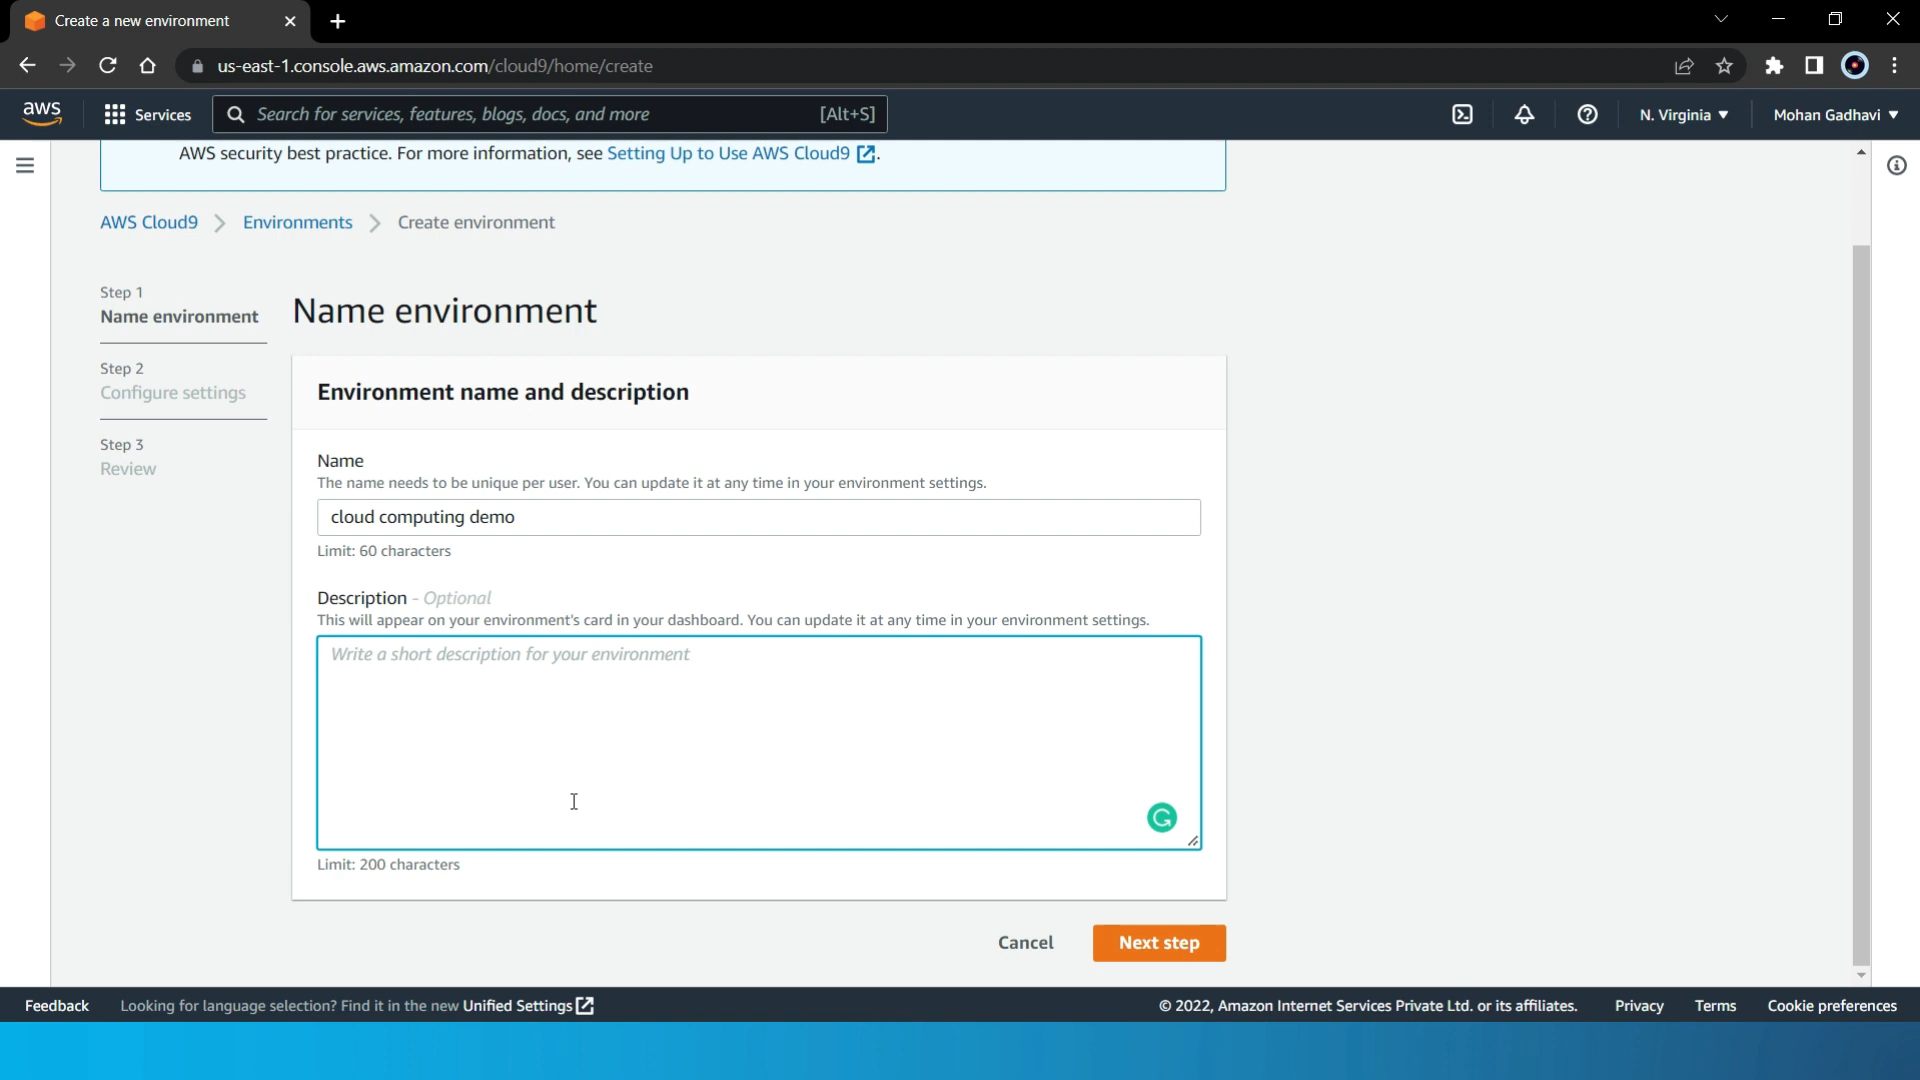 Create a new environment
us-east-1.console.aws.amazon.com/cloud9/home/create
aws
Services
Search for services, features, blogs, docs, and more
[Alt+S]
N. Virginia
Mohan Gadhavi
AWS security best practice. For more information, see Setting Up to Use AWS Cloud9.
AWS Cloud9
Environments
Create environment
Step 1
Name environment
Step 2
Configure settings
Step 3
Review
Name environment
Environment name and description
Name
The name needs to be unique per user. You can update it at any time in your environment settings.
cloud computing demo
Limit: 60 characters
Description - Optional
This will appear on your environment's card in your dashboard. You can update it at any time in your environment settings.
Write a short description for your environment
Limit: 200 characters
Cancel
Next step
Feedback
Looking for language selection? Find it in the new Unified Settings
© 2022, Amazon Internet Services Private Ltd. or its affiliates.
Privacy
Terms
Cookie preferences